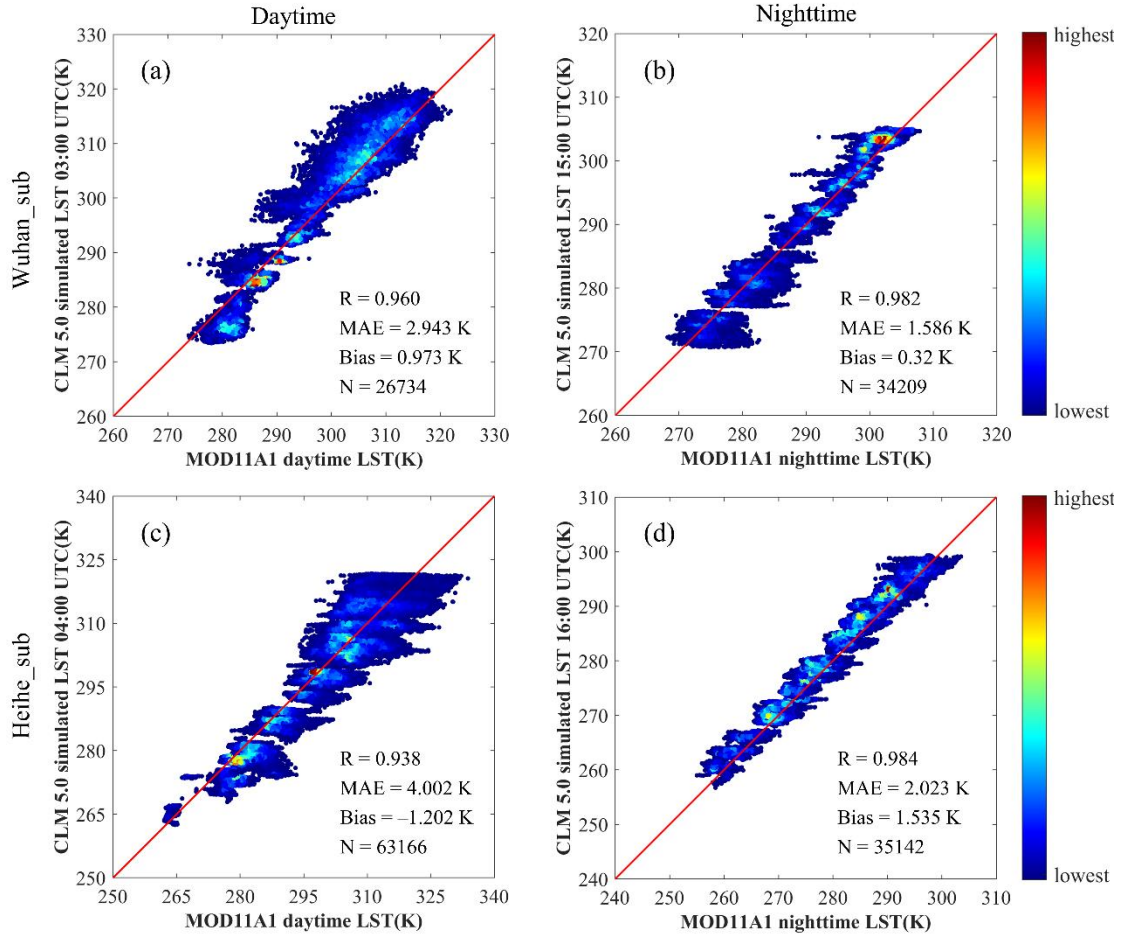 Daytime
Nighttime
Wuhan_sub
(a)
330
320
310
300
290
280
270
260
CLM 5.0 simulated LST 03:00 UTC(K)
R = 0.960
MAE = 2.943 K
Bias = 0.973 K
N = 26734
260 270 280 290 300 310 320 330
MOD11A1 daytime LST(K)
(b)
320
310
300
290
280
270
260
CLM 5.0 simulated LST 15:00 UTC(K)
R = 0.982
MAE = 1.586 K
Bias = 0.32 K
N = 34209
260 270 280 290 300 310 320
MOD11A1 nighttime LST(K)
highest
lowest
Heihe_sub
(c)
340
325
310
295
280
265
250
CLM 5.0 simulated LST 04:00 UTC(K)
R = 0.938
MAE = 4.002 K
Bias = –1.202 K
N = 63166
250 265 280 295 310 325 340
MOD11A1 daytime LST(K)
(d)
310
300
290
280
270
260
250
240
CLM 5.0 simulated LST 16:00 UTC(K)
R = 0.984
MAE = 2.023 K
Bias = 1.535 K
N = 35142
240 250 260 270 280 290 300 310
MOD11A1 nighttime LST(K)
highest
lowest